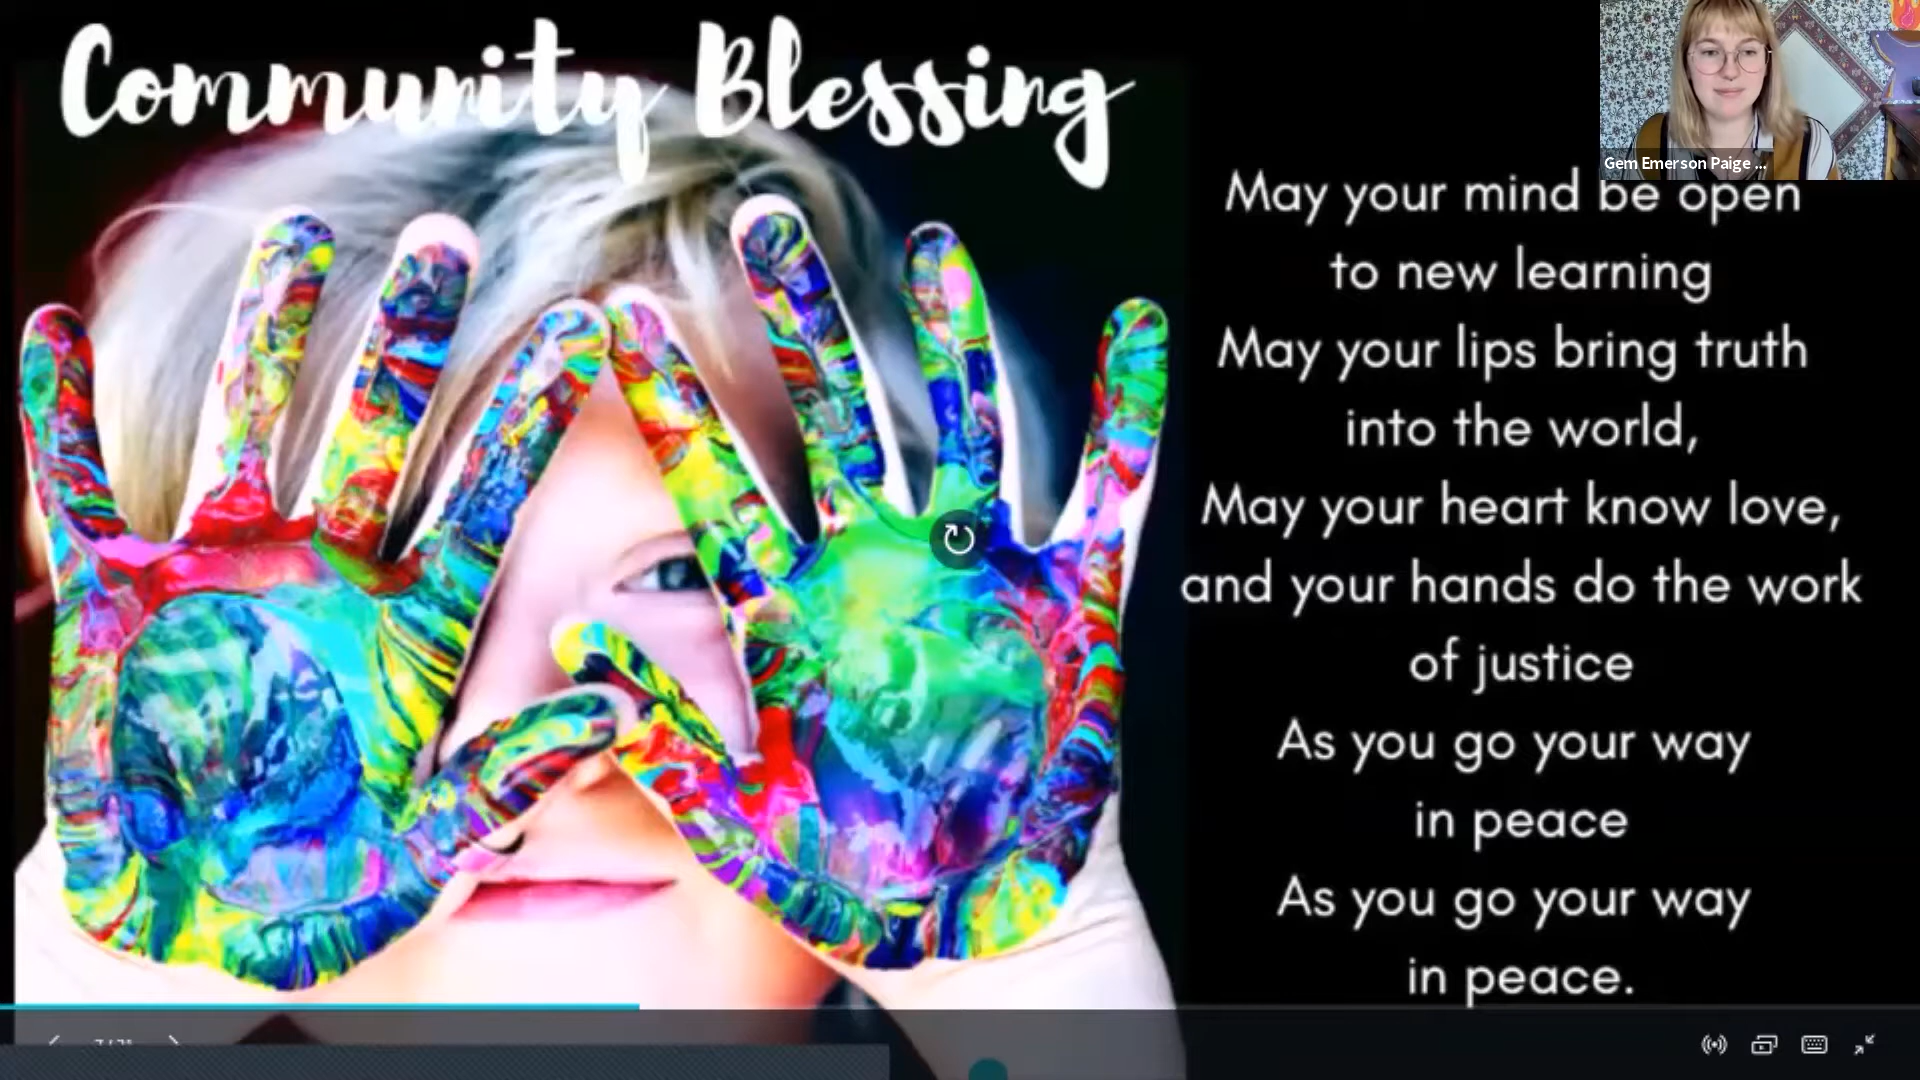 Community Blessing
Gem Emerson Paige ...
May your mind be open
to new learning
May your lips bring truth
into the world,
May your heart know love,
and your hands do the work
of justice
As you go your way
in peace
As you go your way
in peace.